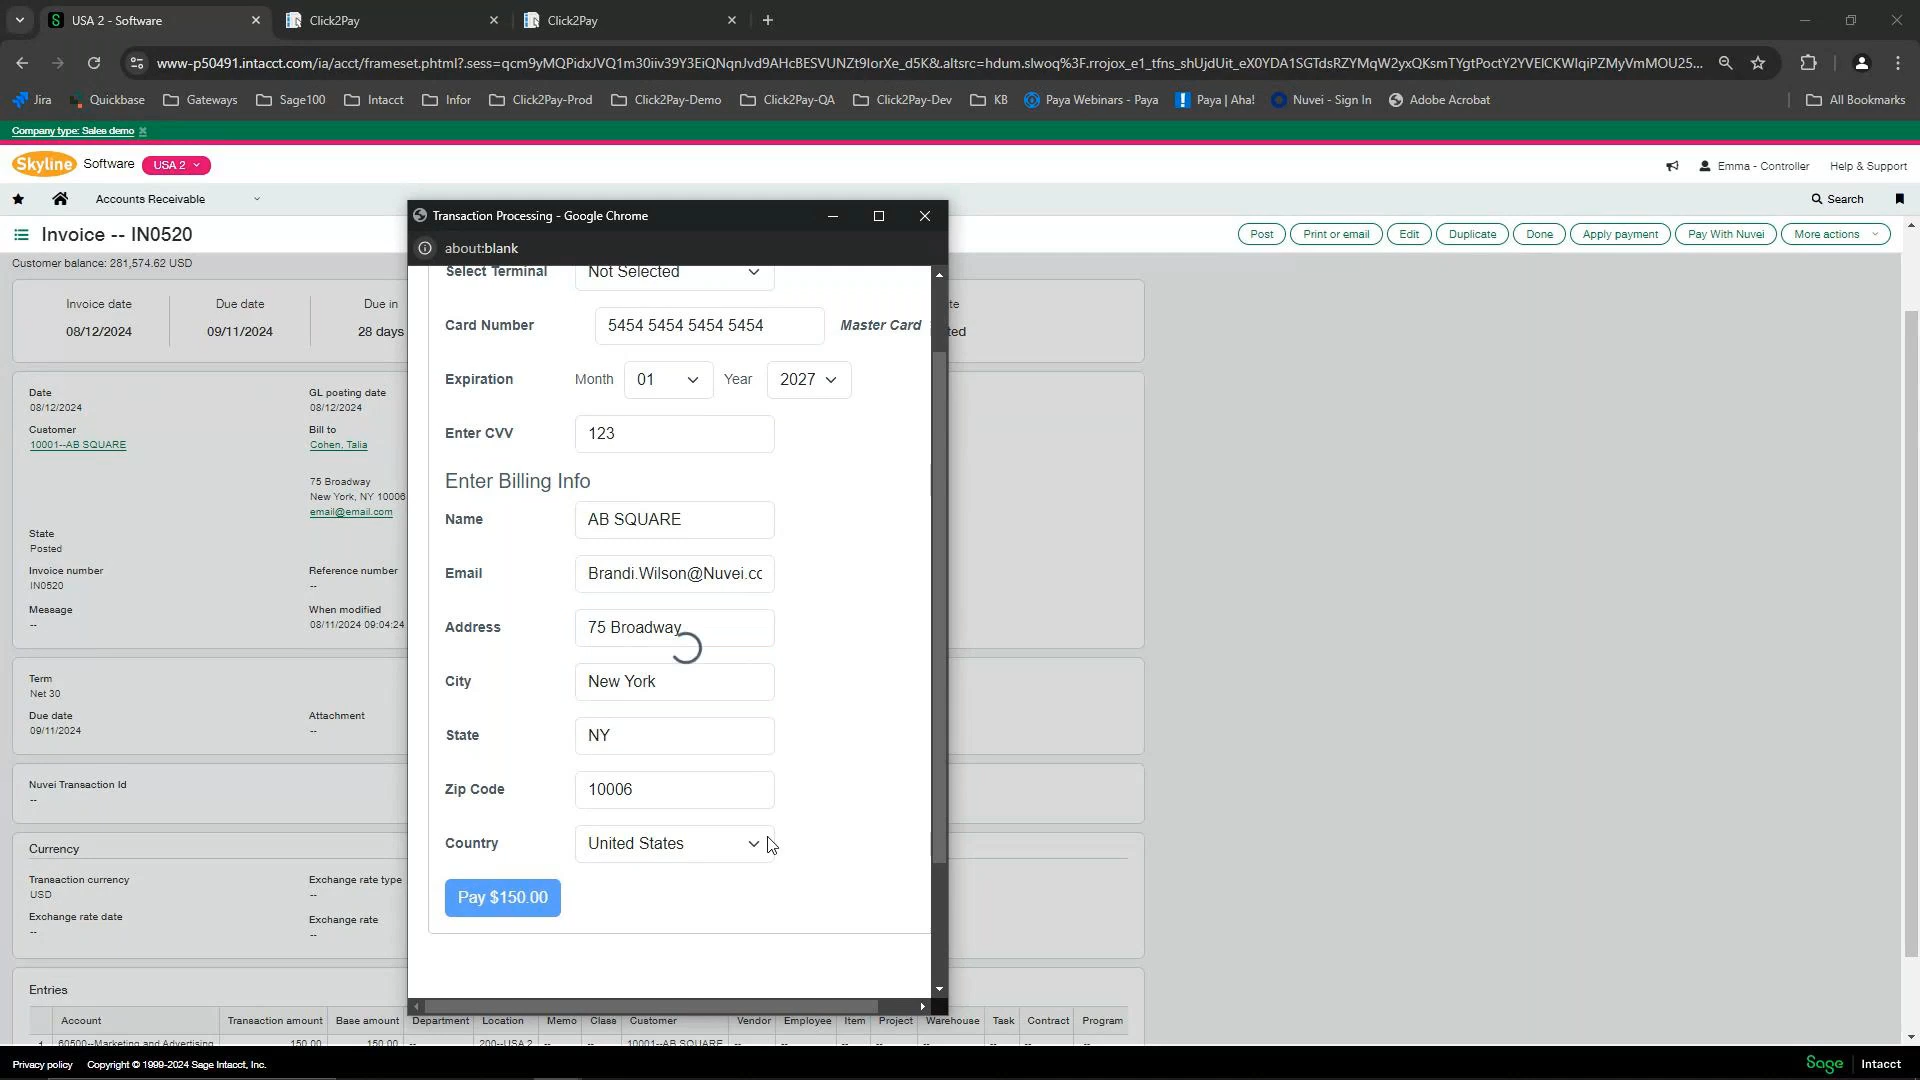 USA 2 - Software
Click2Pay
Click2Pay
www-p50491.intacct.com/ia/acct/frameset.phtml?.sess=qcm9yMQPidxJVQ1m30iiv39Y3EiQNqnJvd9AHcBESVUNZt9IorXe_d5K&.altsrc=hdum.slwoq%3F.rrojox_e1_tfns_shUjdUit_eX0YDA1SGTdsRZYMqW2yxQKsmTYgtPoctY2YVElCKWlqiPZMyVmMOU25...
Jira
Quickbase
Gateways
Sage100
Intacct
Infor
Click2Pay-Prod
Click2Pay-Demo
Click2Pay-QA
Click2Pay-Dev
KB
Paya Webinars - Paya
Paya | Aha!
Nuvei - Sign In
Adobe Acrobat
All Bookmarks
Company type: Sales demo
Skyline Software USA 2
Emma - Controller
Help & Support
Accounts Receivable
Search
Invoice -- IN0520
Post
Print or email
Edit
Duplicate
Done
Apply payment
Pay With Nuvei
More actions
Customer balance: 281,574.62 USD
Invoice date
08/12/2024
Due date
09/11/2024
Due in
28 days
Date
08/12/2024
GL posting date
08/12/2024
Customer
10001--AB SQUARE
Bill to
Cohen, Talia
75 Broadway
New York, NY 10006
email@email.com
State
Posted
Invoice number
IN0520
Reference number
--
Message
--
When modified
08/11/2024 09:04:24
Term
Net 30
Due date
09/11/2024
Attachment
--
Nuvei Transaction Id
--
Currency
Transaction currency
USD
Exchange rate type
--
Exchange rate date
--
Exchange rate
--
Entries
Account
Transaction amount
Base amount
Department
Location
Memo
Class
Customer
Vendor
Employee
Item
Project
Warehouse
Task
Contract
Program
1
60500--Marketing and Advertising
150.00
150.00
--
200--USA 2
--
--
10001--AB SQUARE
--
--
--
--
--
--
--
--
Transaction Processing - Google Chrome
about:blank
Select Terminal
Not Selected
Card Number
5454 5454 5454 5454
Master Card
Expiration
Month
01
Year
2027
Enter CVV
123
Enter Billing Info
Name
AB SQUARE
Email
Brandi.Wilson@Nuvei.cc
Address
75 Broadway
City
New York
State
NY
Zip Code
10006
Country
United States
Pay $150.00
Privacy policy
Copyright © 1999-2024 Sage Intacct, Inc.
Sage Intacct